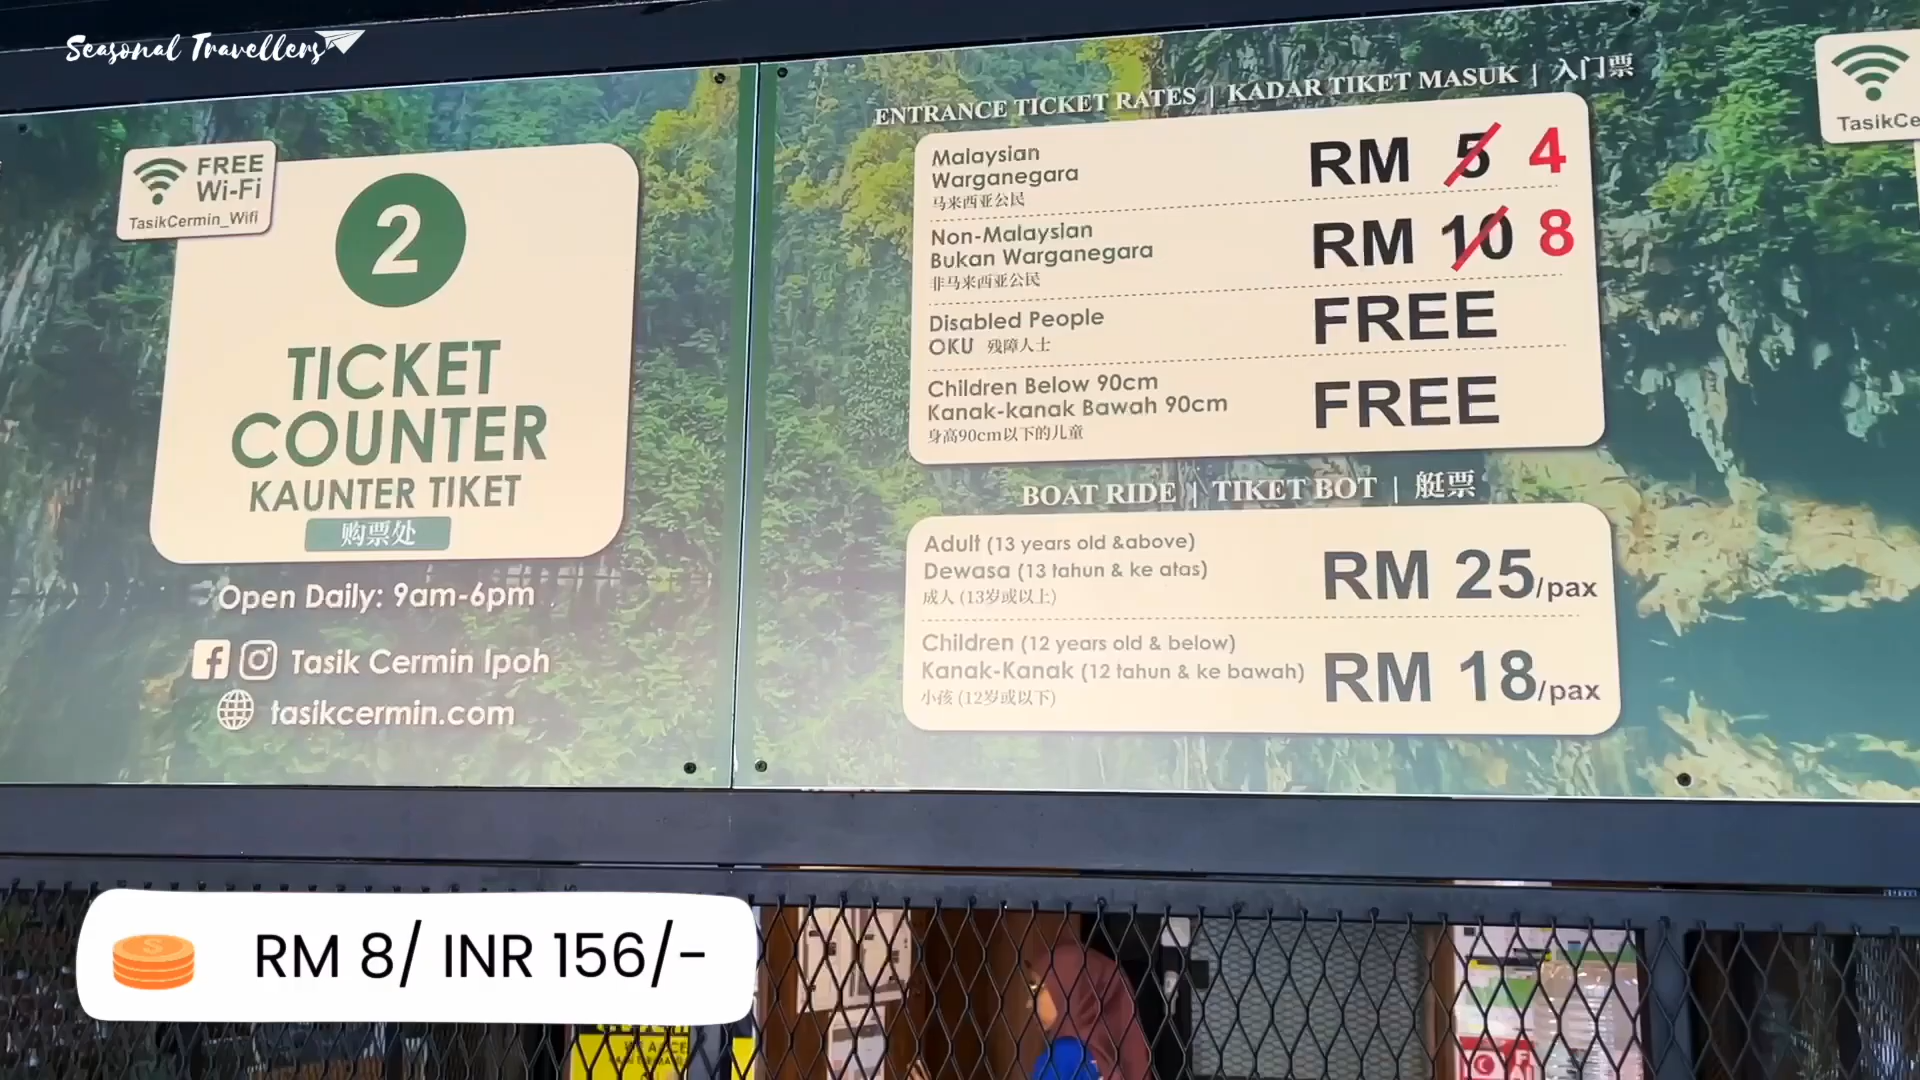 Seasonal Travellers
FREE
Wi-Fi
TasikCermin_Wifi
2
TICKET
COUNTER
KAUNTER TIKET
购票处
Open Daily: 9am-6pm
Tasik Cermin Ipoh
tasikcermin.com
ENTRANCE TICKET RATES | KADAR TIKET MASUK | 入门票
Malaysian
Warganegara
马来西亚公民
RM 5 4
Non-Malaysian
Bukan Warganegara
非马来西亚公民
RM 10 8
Disabled People
OKU 残障人士
FREE
Children Below 90cm
Kanak-kanak Bawah 90cm
身高90cm以下的儿童
FREE
BOAT RIDE | TIKET BOT | 艇票
Adult (13 years old &above)
Dewasa (13 tahun & ke atas)
成人 (13岁或以上)
RM 25/pax
Children (12 years old & below)
Kanak-Kanak (12 tahun & ke bawah)
小孩 (12岁或以下)
RM 18/pax
TasikCe
RM 8/ INR 156/-